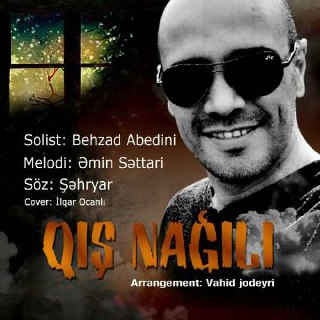 Solist: Behzad Abedini
Melodi: Əmin Səttari
Söz: Şəhryar
Cover: İlqar Ocanlı
QIŞ NAĞILI
Arrangement: Vahid jodeyri